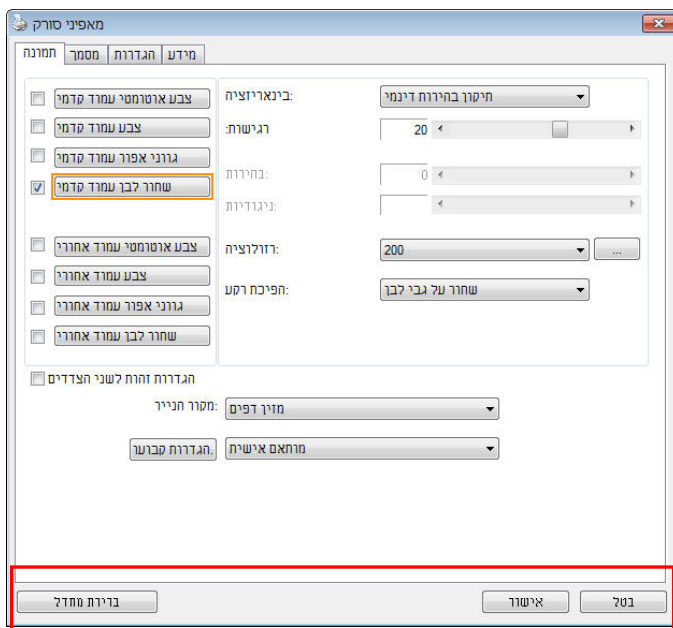 מאפיני סורק
תמונה מסמך הגדרות מידע
צבע אוטומטי עמוד קדמי
צבע עמוד קדמי
גווני אפור עמוד קדמי
שחור לבן עמוד קדמי
צבע אוטומטי עמוד אחורי
צבע עמוד אחורי
גווני אפור עמוד אחורי
שחור לבן עמוד אחורי
בינאריזציה: תיקון בהירות דינמי
רגישות: 20
בהירות: 0
ניגודיות:
רזולוציה: 200 ...
הפיכת רקע: שחור על גבי לבן
הגדרות זהות לשני הצדדים
מקור הנייר: מזין דפים
הגדרות קבועו. מותאם אישית
ברירת מחדל אישור בטל